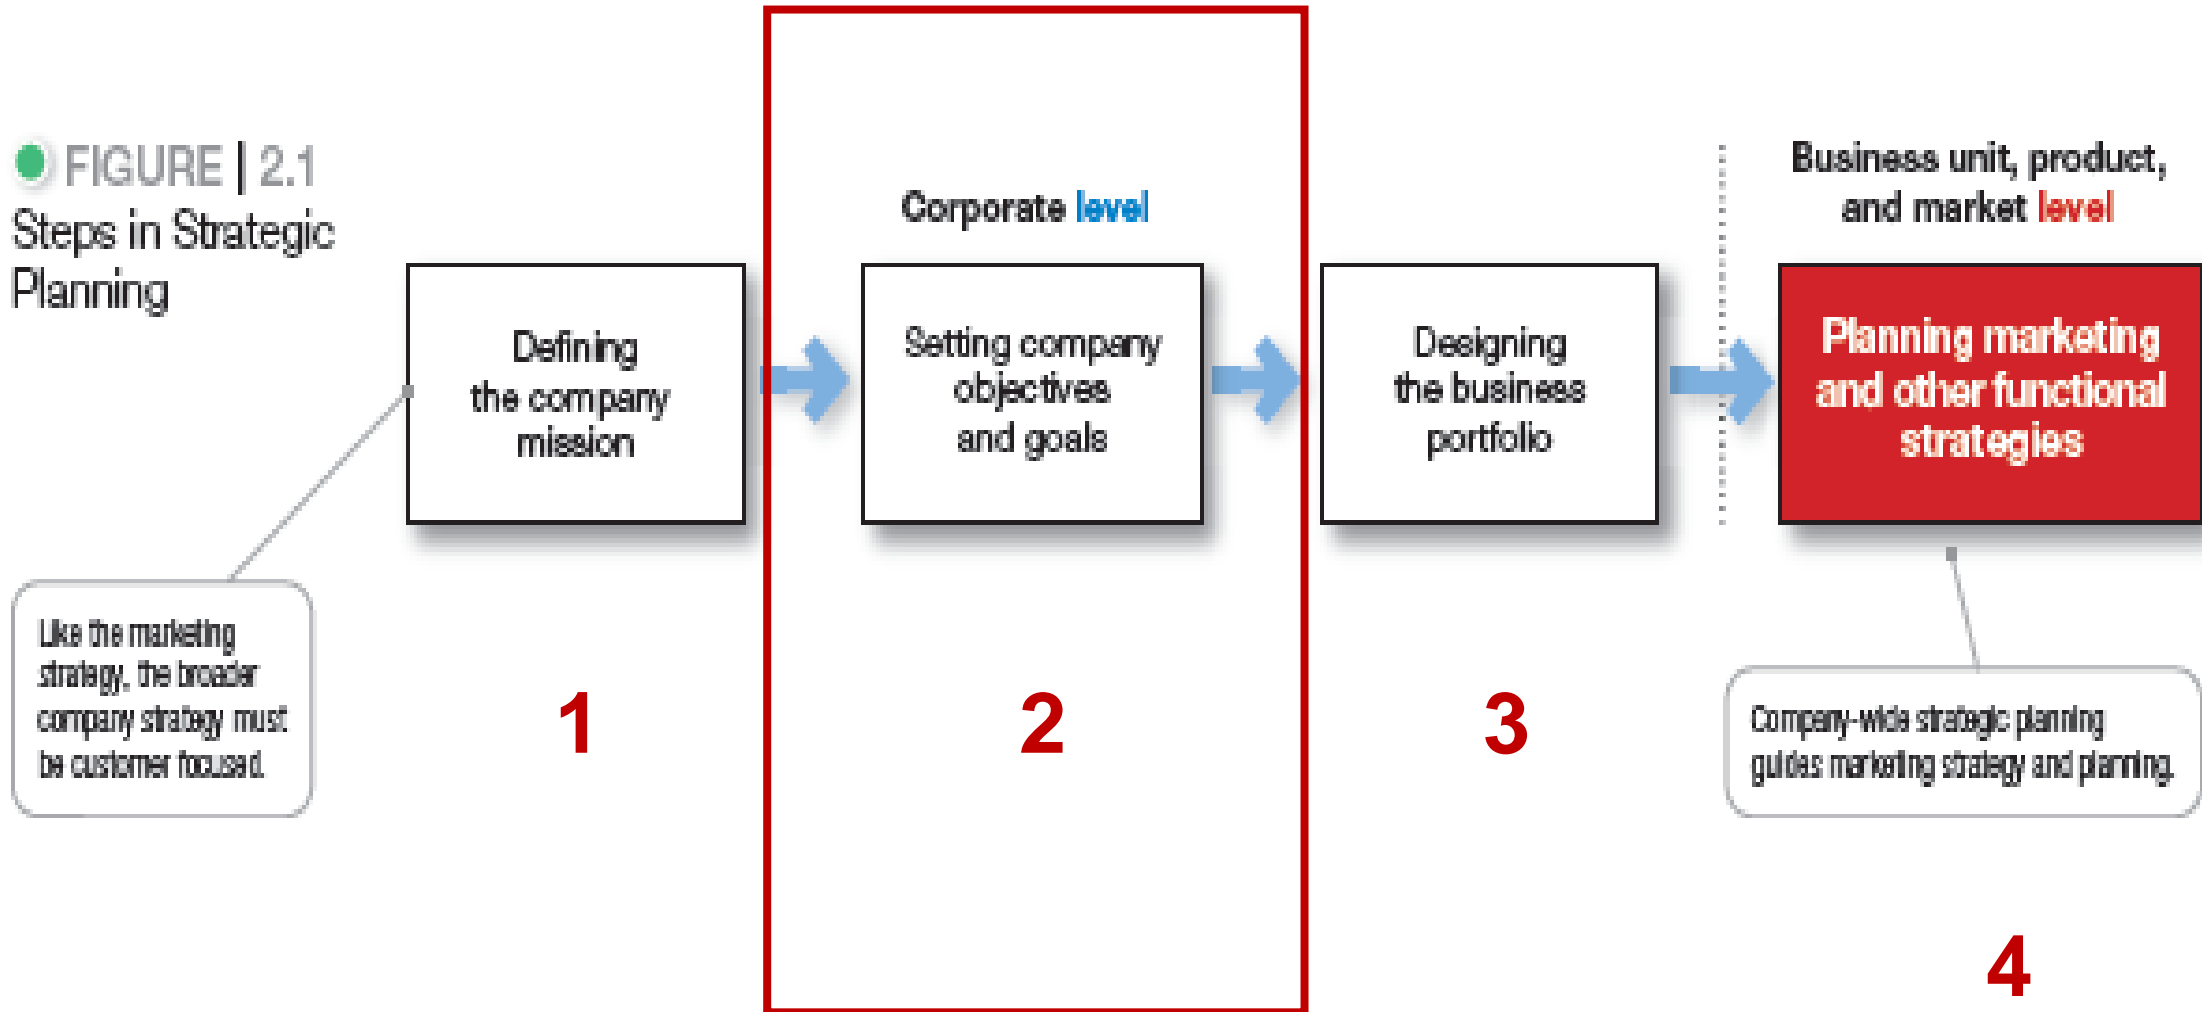 FIGURE | 2.1
Steps in Strategic
Planning
Corporate level
Business unit, product,
and market level
Defining
the company
mission
Setting company
objectives
and goals
Designing
the business
portfolio
Planning marketing
and other functional
strategies
Like the marketing
strategy, the broader
company strategy must
be customer focused.
1
2
3
Company-wide strategic planning
guides marketing strategy and planning.
4